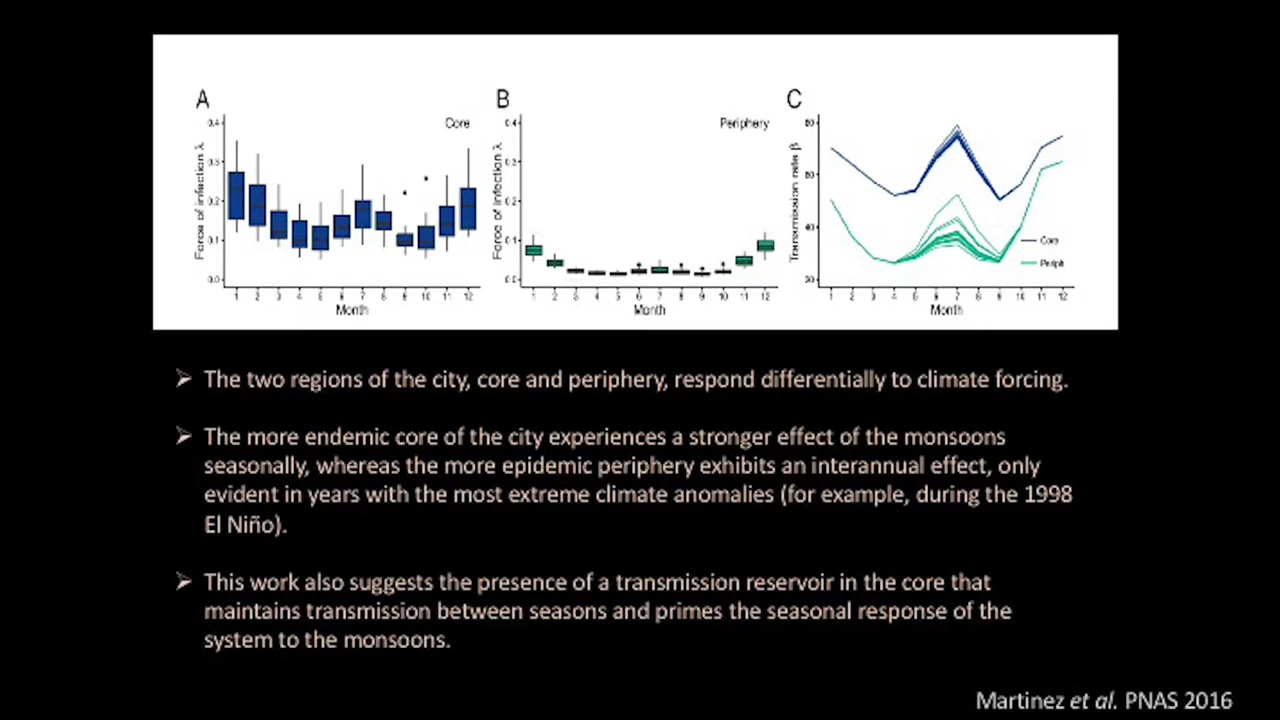 A
B
C
0.4
0.3
0.2
0.1
0.0
Force of infection λ
Core
1 2 3 4 5 6 7 8 9 10 11 12
Month
0.4
0.3
0.2
0.1
0.0
Force of infection λ
Periphery
1 2 3 4 5 6 7 8 9 10 11 12
Month
80
60
40
20
Transmission rate β
Core
Periph
1 2 3 4 5 6 7 8 9 10 11 12
Month
➢ The two regions of the city, core and periphery, respond differentially to climate forcing.
➢ The more endemic core of the city experiences a stronger effect of the monsoons
seasonally, whereas the more epidemic periphery exhibits an interannual effect, only
evident in years with the most extreme climate anomalies (for example, during the 1998
El Niño).
➢ This work also suggests the presence of a transmission reservoir in the core that
maintains transmission between seasons and primes the seasonal response of the
system to the monsoons.
Martinez et al. PNAS 2016